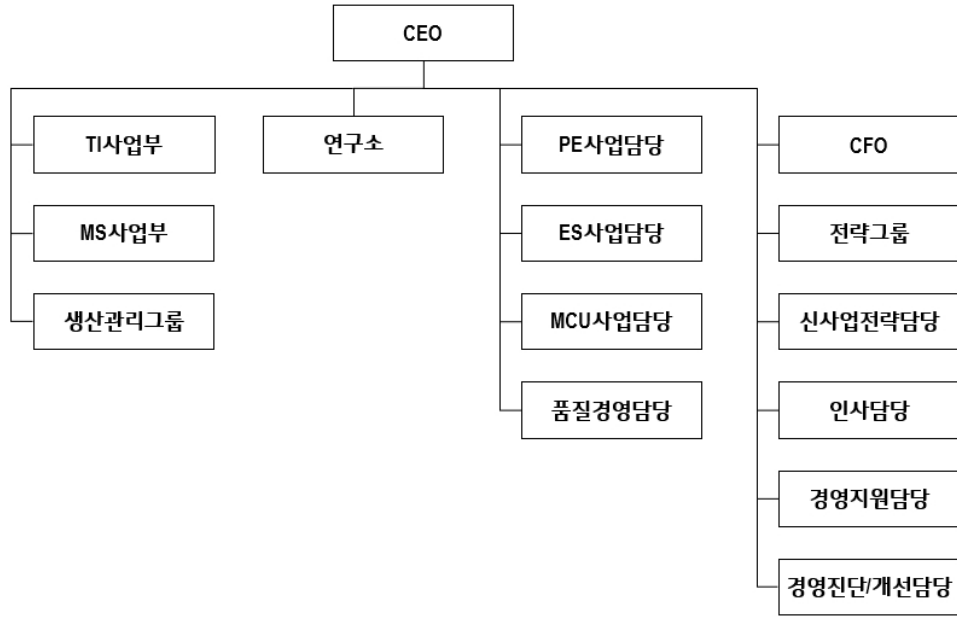 CEO
TI사업부
연구소
PE사업담당
CFO
MS사업부
ES사업담당
전략그룹
생산관리그룹
MCU사업담당
신사업전략담당
품질경영담당
인사담당
경영지원담당
경영진단/개선담당